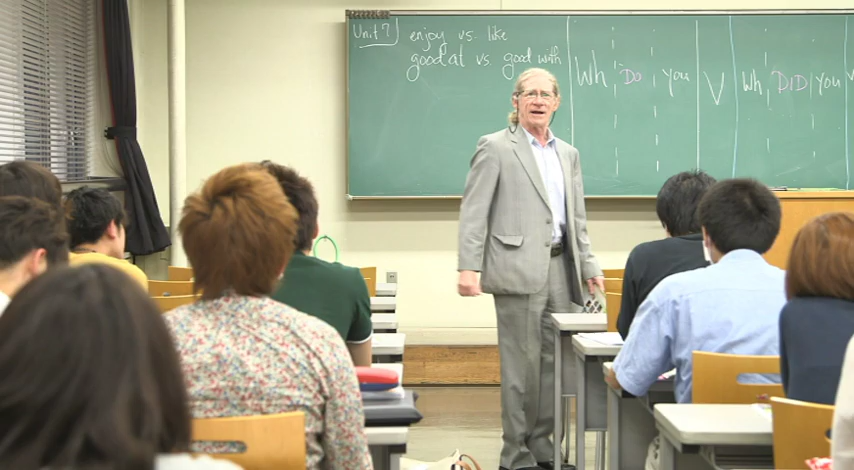 Unit 7
enjoy vs. like
good at vs. good with
Wh Do you V
Wh DID you V